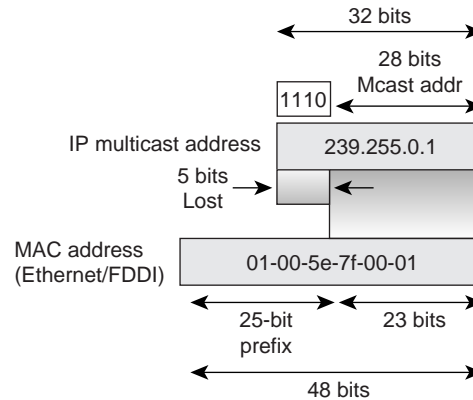 32 bits
28 bits
Mcast addr
1110
IP multicast address
239.255.0.1
5 bits
Lost
MAC address
(Ethernet/FDDI)
01-00-5e-7f-00-01
25-bit
prefix
23 bits
48 bits